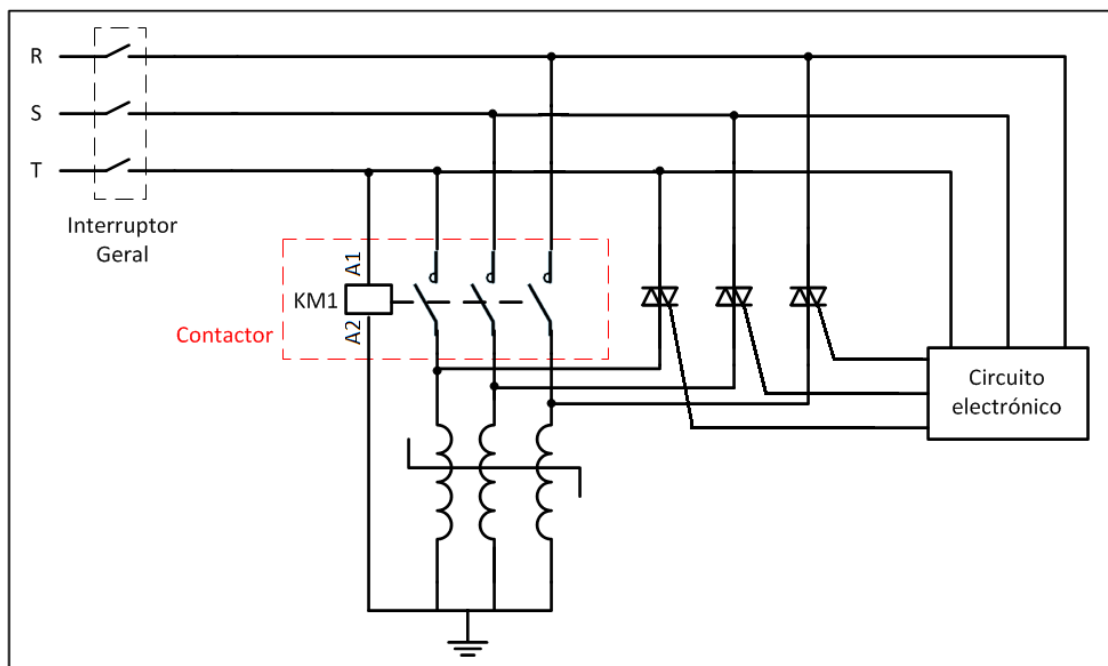 R
S
T
Interruptor
Geral
A1
KM1
A2
Contactor
Circuito
electrónico